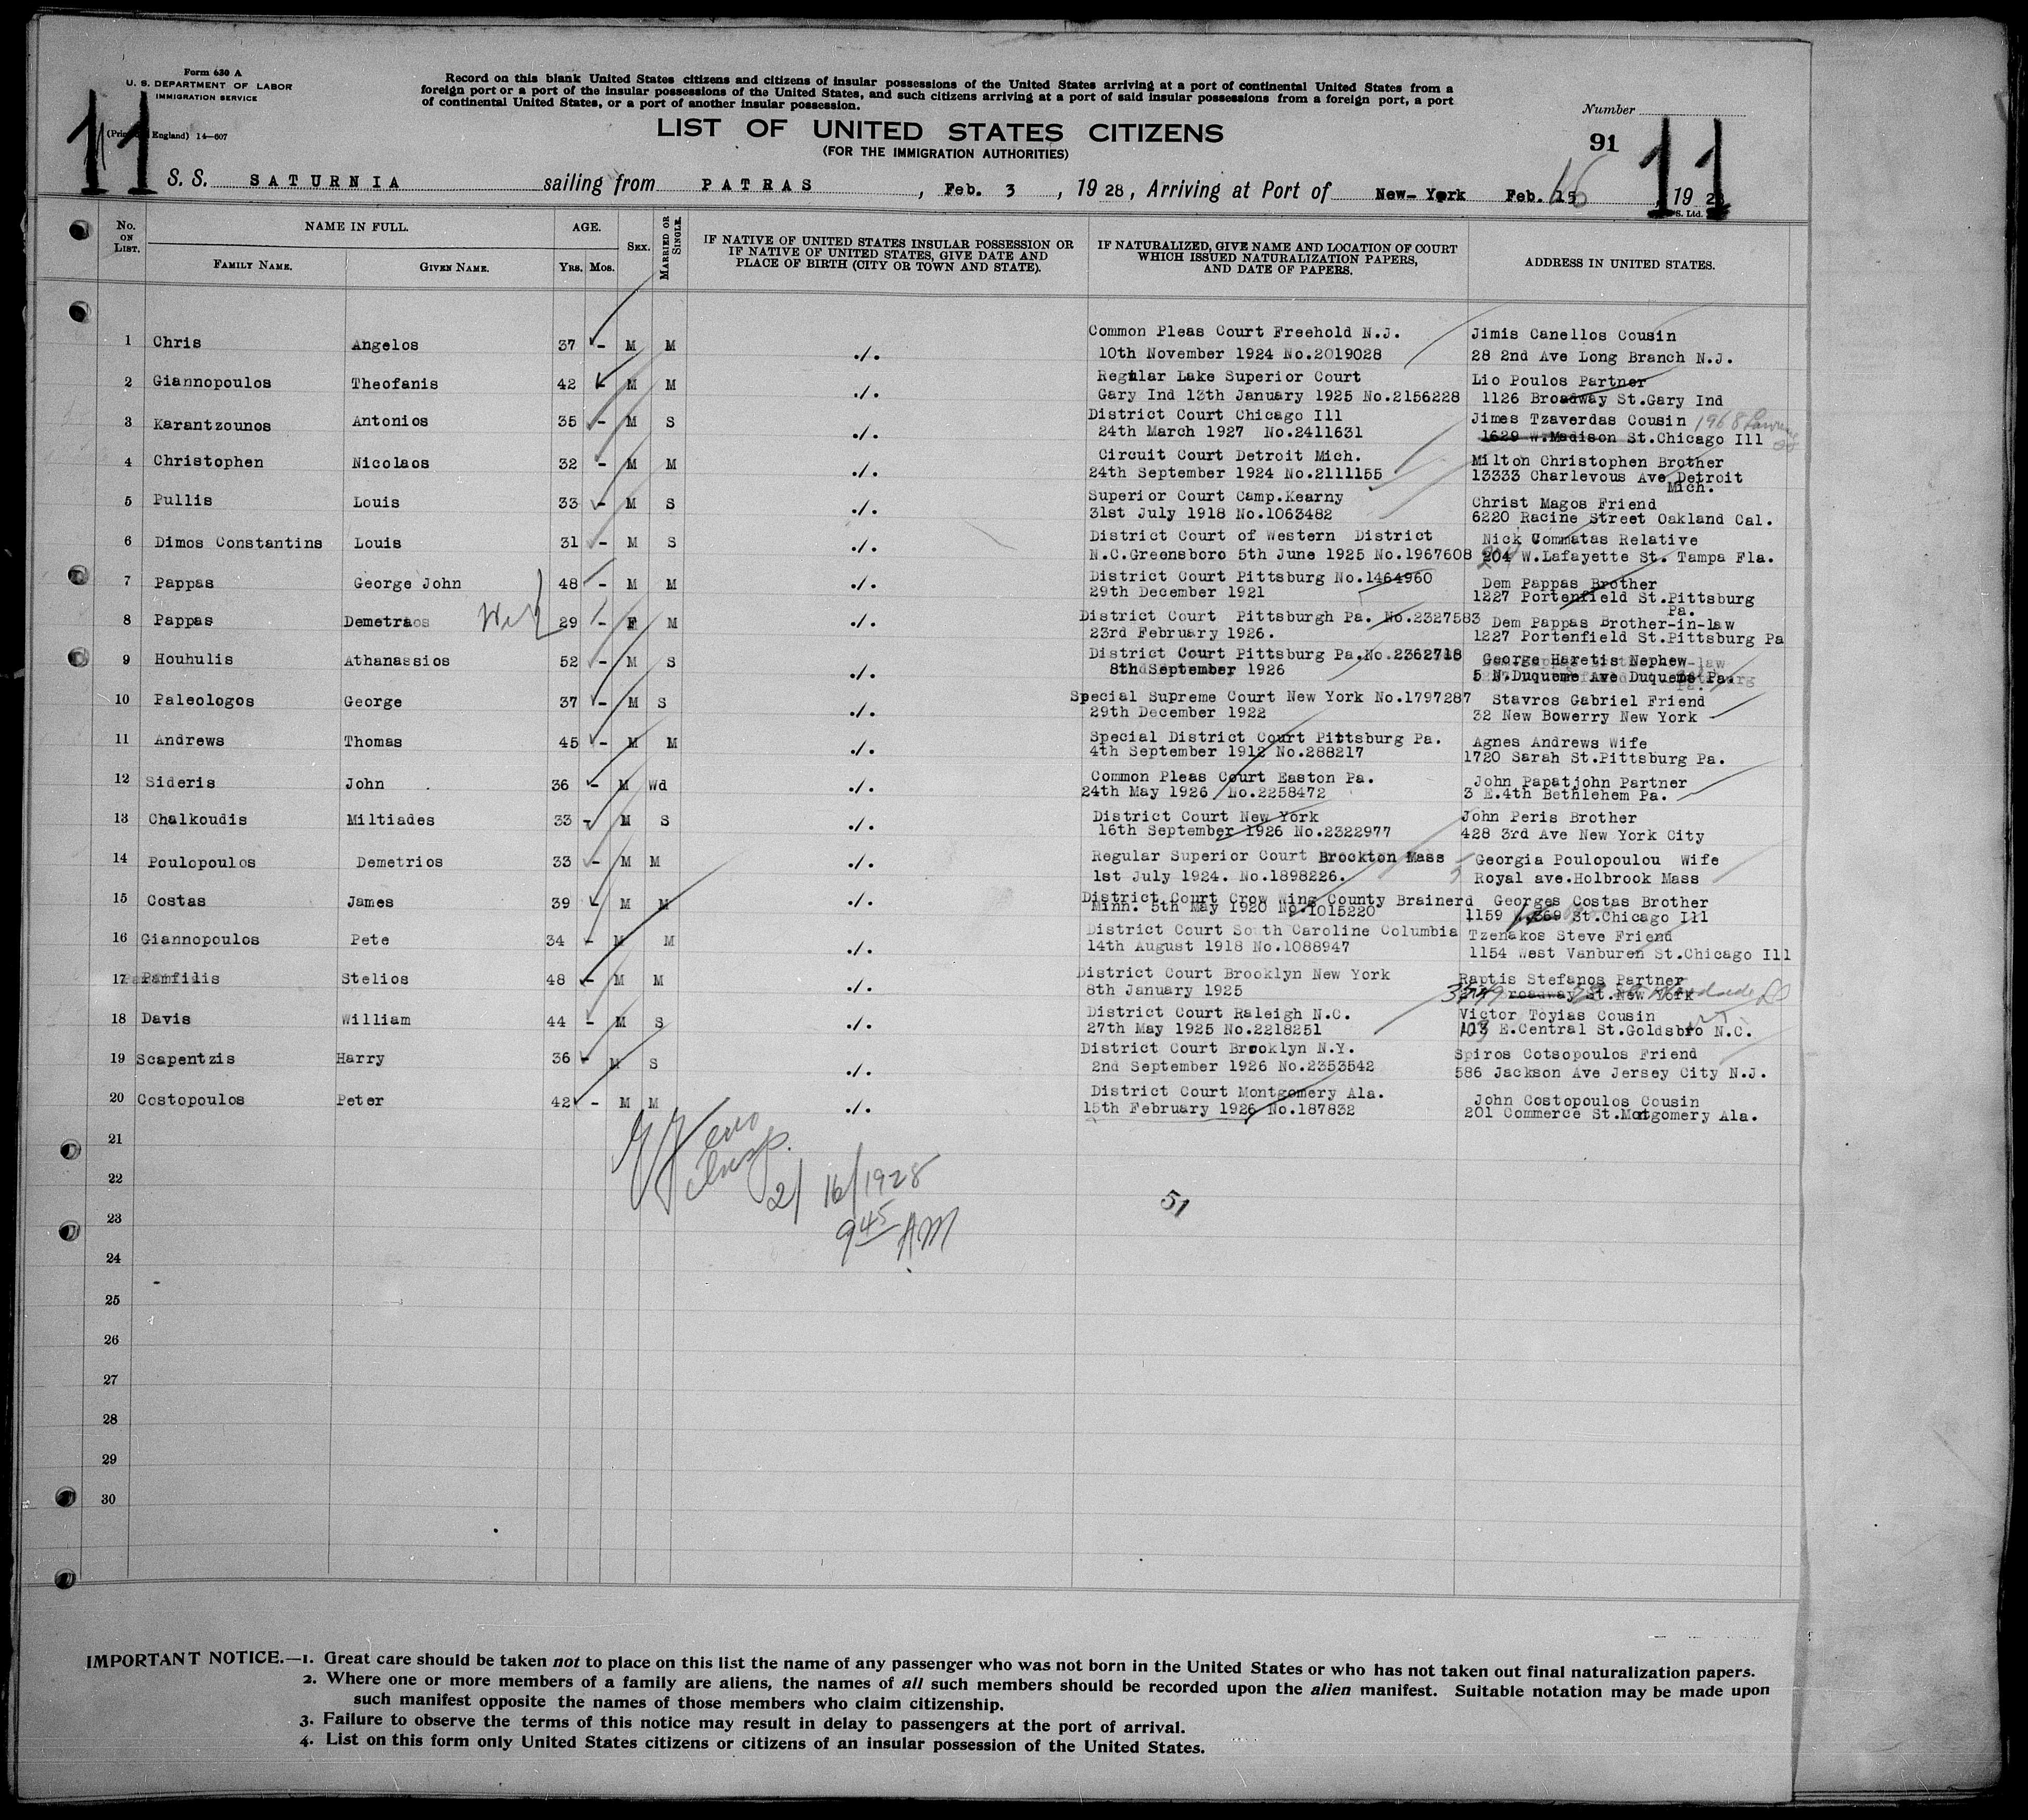 Form 630 A
U. S. DEPARTMENT OF LABOR
IMMIGRATION SERVICE
England) 14—607
11
Record on this blank United States citizens and citizens of insular possessions of the United States arriving at a port of continental United States from a
foreign port or a port of the insular possessions of the United States, and such citizens arriving at a port of said insular possessions from a foreign port, a port
of continental United States, or a port of another insular possession.
LIST OF UNITED STATES CITIZENS
(FOR THE IMMIGRATION AUTHORITIES)
Number
91
11
S. S. SATURNIA sailing from PATRAS, Feb. 3, 1928, Arriving at Port of New-York Feb. 15 16 1928
S. Ltd.
No. ON LIST. NAME IN FULL. FAMILY NAME. GIVEN NAME. AGE. YRS. MOS. SEX. MARRIED OR SINGLE. IF NATIVE OF UNITED STATES INSULAR POSSESSION OR IF NATIVE OF UNITED STATES, GIVE DATE AND PLACE OF BIRTH (CITY OR TOWN AND STATE). IF NATURALIZED, GIVE NAME AND LOCATION OF COURT WHICH ISSUED NATURALIZATION PAPERS, AND DATE OF PAPERS. ADDRESS IN UNITED STATES.
1 Chris Angelos 37 - M M ./. Common Pleas Court Freehold N.J. Jimis Canellos Cousin
10th November 1924 No.2019028 28 2nd Ave Long Branch N.J.
2 Giannopoulos Theofanis 42 - M M ./. Regular Lake Superior Court Lio Poulos Partner
Gary Ind 13th January 1925 No.2156228 1126 Broadway St.Gary Ind
3 Karantzounos Antonios 35 - M S ./. District Court Chicago Ill Jimes Tzaverdas Cousin 1968
24th March 1927 No.2411631 1629 W.Madison St.Chicago Ill
4 Christophen Nicolaos 32 - M M ./. Circuit Court Detroit Mich. Milton Christophen Brother
24th September 1924 No.2111155 13333 Charlevous Ave Detroit
Mich.
5 Pullis Louis 33 - M S ./. Superior Court Camp.Kearny Christ Magos Friend
31st July 1918 No.1063482 6220 Racine Street Oakland Cal.
6 Dimos Constantins Louis 31 - M S ./. District Court of Western District Nick Commatas Relative
N.C.Greensboro 5th June 1925 No.1967608 204 W.Lafayette St. Tampa Fla.
7 Pappas George John 48 - M M ./. District Court Pittsburg No.1464960 Dem Pappas Brother
29th December 1921 1227 Portenfield St.Pittsburg
Pa.
8 Pappas Demetraos 29 - F M ./. District Court Pittsburgh Pa. No.2327583 Dem Pappas Brother-in-law
23rd February 1926. 1227 Portenfield St.Pittsburg Pa
9 Houhulis Athanassios 52 - M S ./. District Court Pittsburg Pa.No.2362718 George Haretis Nephew
8th September 1926 5 N.Duqueme Ave Duquems Pa.
10 Paleologos George 37 - M S ./. Special Supreme Court New York No.1797287 Stavros Gabriel Friend
29th December 1922 32 New Bowerry New York
11 Andrews Thomas 45 - M M ./. Special District Court Pittsburg Pa. Agnes Andrews Wife
4th September 1912 No.288217 1720 Sarah St.Pittsburg Pa.
12 Sideris John 36 - M Wd ./. Common Pleas Court Easton Pa. John Papatjohn Partner
24th May 1926 No.2258472 3 E.4th Bethlehem Pa.
13 Chalkoudis Miltiades 33 - M S ./. District Court New York John Peris Brother
16th September 1926 No.2322977 428 3rd Ave New York City
14 Poulopoulos Demetrios 33 - M M ./. Regular Superior Court Brockton Mass Georgia Poulopoulou Wife
1st July 1924. No.1898226. Royal ave.Holbrook Mass
15 Costas James 39 - M M ./. District Court Crow Wing County Brainerd Georges Costas Brother
Minn. 5th May 1920 No.1015220 1159 St.Chicago Ill
16 Giannopoulos Pete 34 - M M ./. District Court South Caroline Columbia Tzenakos Steve Friend
14th August 1918 No.1088947 1154 West Vanburen St.Chicago Ill
17 Pamfilis Stelios 48 - M M ./. District Court Brooklyn New York Raptis Stefanos Partner
8th January 1925 St.New York
18 Davis William 44 - M S ./. District Court Raleigh N.C. Victor Toyias Cousin
27th May 1925 No.2218251 103 E.Central St.Goldsbro N.C.
19 Scapentzis Harry 36 - M S ./. District Court Brooklyn N.Y. Spiros Cotsopoulos Friend
2nd September 1926 No.2353542 586 Jackson Ave Jersey City N.J.
20 Costopoulos Peter 42 - M M ./. District Court Montgomery Ala. John Costopoulos Cousin
15th February 1926 No.187832 201 Commerce St.Montgomery Ala.
21
Insp.
22
2/16/1928
51
23
9 45 AM
24
25
26
27
28
29
30
IMPORTANT NOTICE.—1. Great care should be taken not to place on this list the name of any passenger who was not born in the United States or who has not taken out final naturalization papers.
2. Where one or more members of a family are aliens, the names of all such members should be recorded upon the alien manifest. Suitable notation may be made upon
such manifest opposite the names of those members who claim citizenship.
3. Failure to observe the terms of this notice may result in delay to passengers at the port of arrival.
4. List on this form only United States citizens or citizens of an insular possession of the United States.